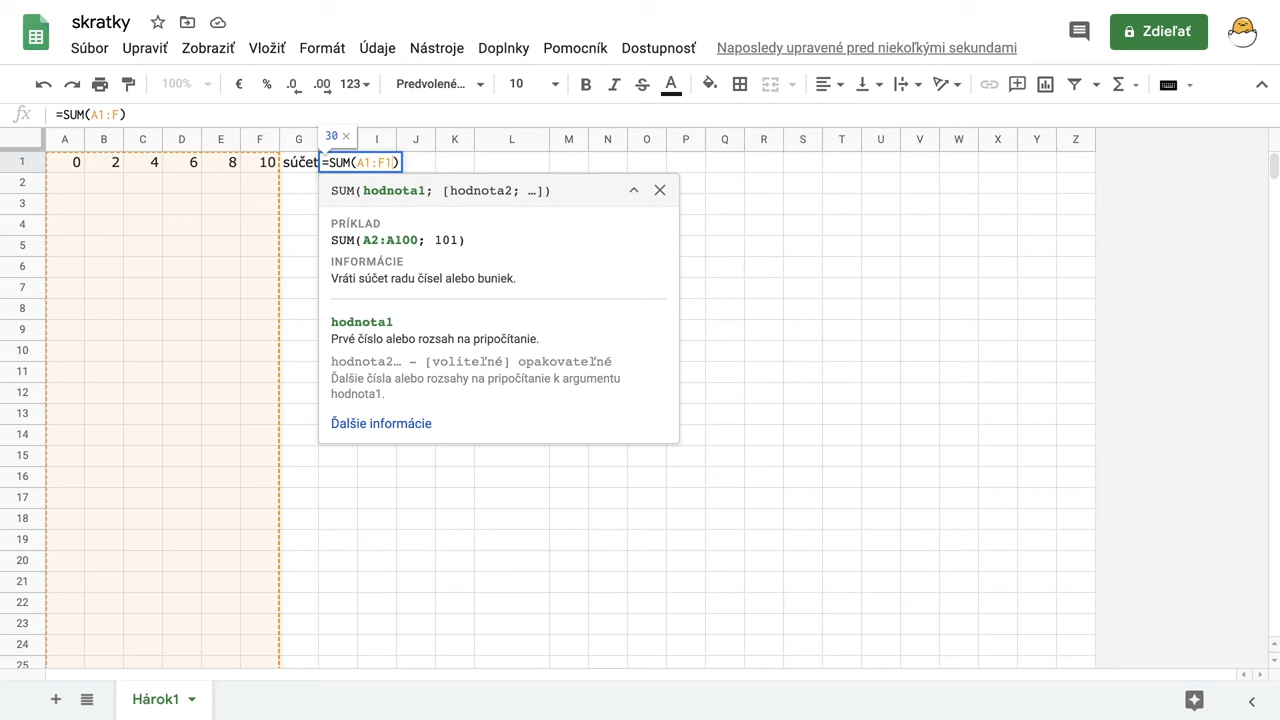 skratky
Súbor Upraviť Zobraziť Vložiť Formát Údaje Nástroje Doplnky Pomocník Dostupnosť Naposledy upravené pred niekoľkými sekundami
Zdieľať
100% € % .0 .00 123 Predvolené... 10 B I S A Σ
fx =SUM(A1:F)
30 ×
A B C D E F G I J K L M N O P Q R S T U V W X Y Z
1 0 2 4 6 8 10 súčet =SUM(A1:F1)
2
SUM(hodnota1; [hodnota2; …])
3
PRÍKLAD
4
SUM(A2:A100; 101)
5
INFORMÁCIE
6
Vráti súčet radu čísel alebo buniek.
7
8
hodnota1
9
Prvé číslo alebo rozsah na pripočítanie.
10
hodnota2… – [voliteľné] opakovateľné
11
Ďalšie čísla alebo rozsahy na pripočítanie k argumentu
hodnota1.
12
Ďalšie informácie
13
14
15
16
17
18
19
20
21
22
23
24
25
Hárok1